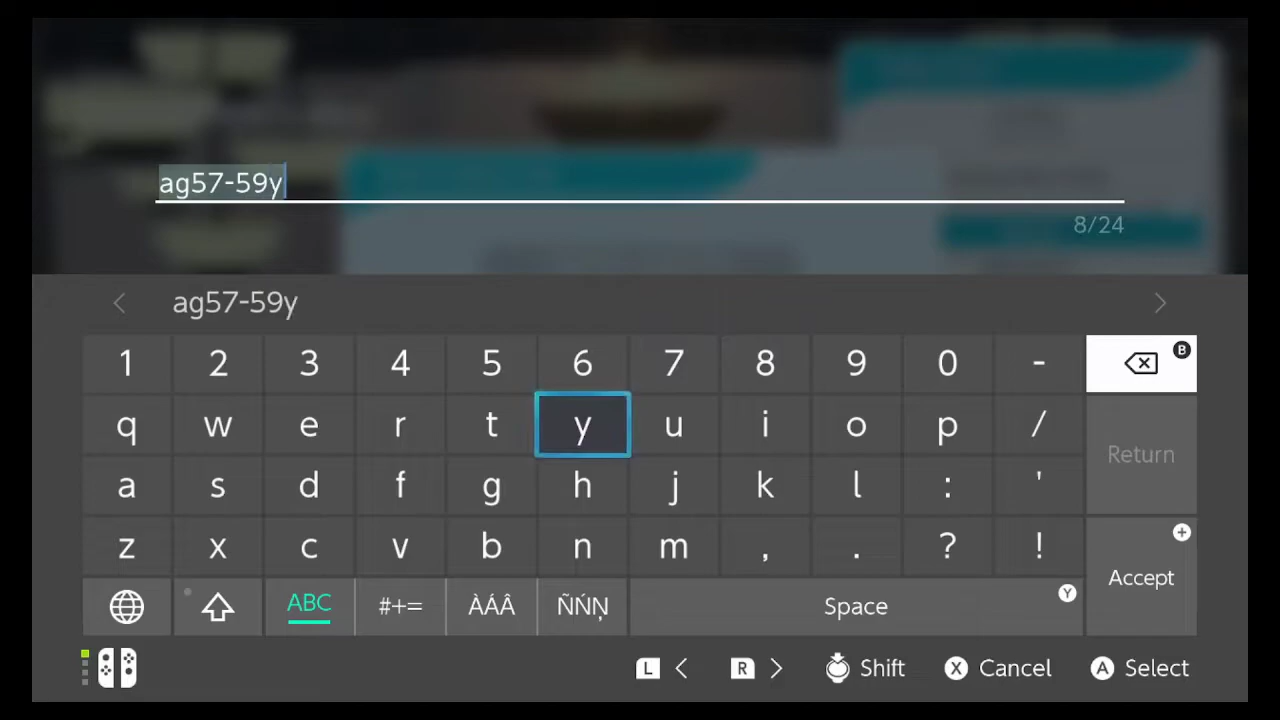 ag57-59y
8/24
ag57-59y
1 2 3 4 5 6 7 8 9 0 - B
q w e r t y u i o p /
Return
a s d f g h j k l : '
z x c v b n m , . ? ! +
Accept
ABC #+= ÀÁÂ ÑŃŅ Space Y
L < R > Shift X Cancel A Select